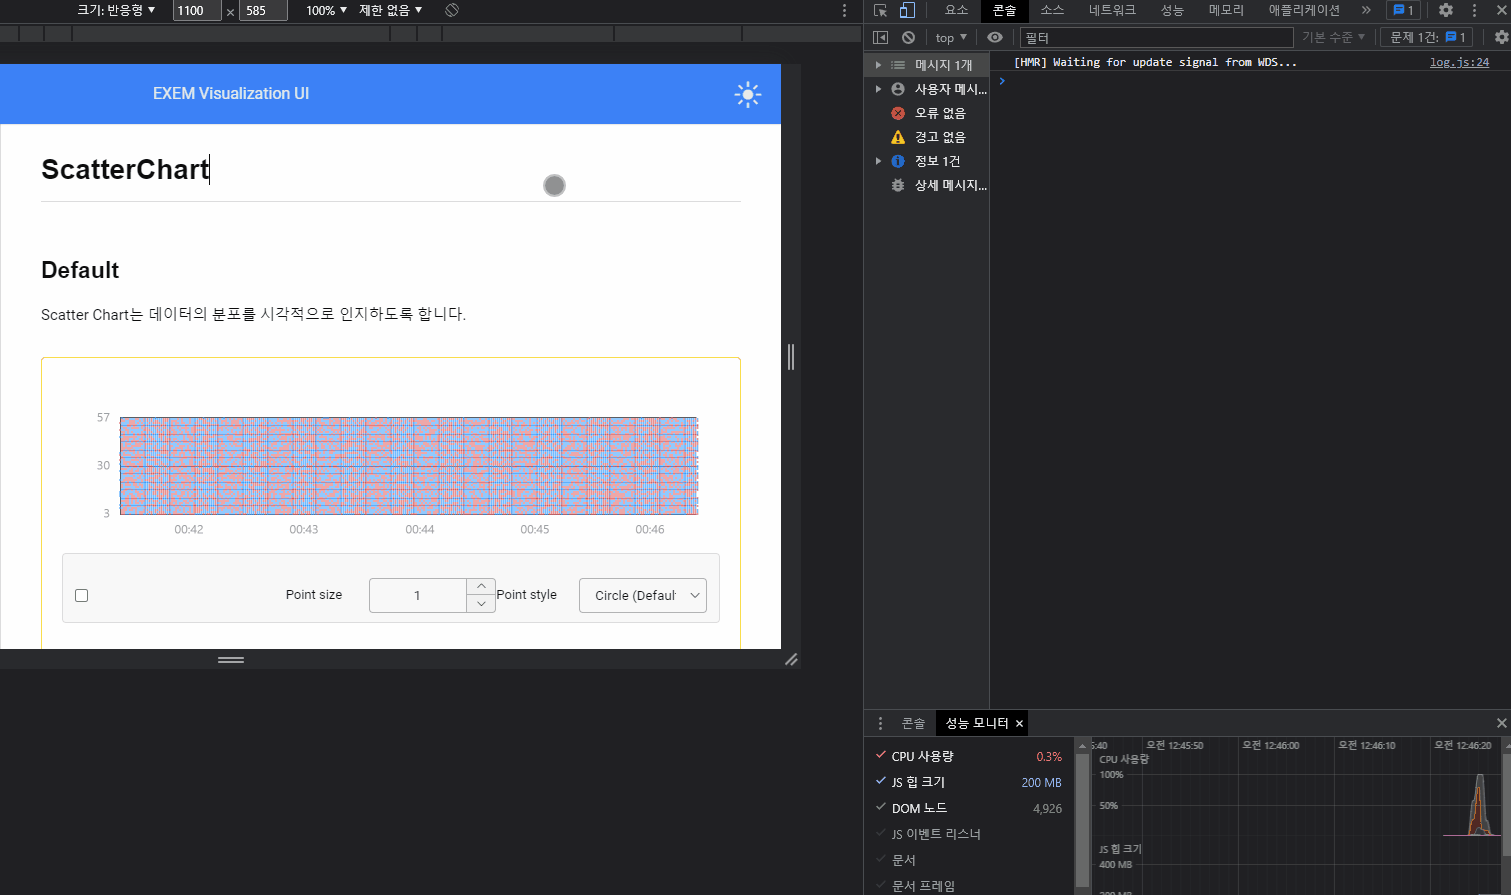 크기: 반응형 ▼ 1100 × 585 100% ▼ 제한 없음 ▼
EXEM Visualization UI
ScatterChart
Default
Scatter Chart는 데이터의 분포를 시각적으로 인지하도록 합니다.
57
30
3
00:42 00:43 00:44 00:45 00:46
Point size 1 Point style Circle (Defaul
요소 콘솔 소스 네트워크 성능 메모리 애플리케이션 » 1
top ▼ 필터 기본 수준 ▼ 문제 1건: 1
메시지 1개
사용자 메시...
오류 없음
경고 없음
정보 1건
상세 메시지...
[HMR] Waiting for update signal from WDS... log.js:24
콘솔 성능 모니터 ×
CPU 사용량 0.3%
JS 힙 크기 200 MB
DOM 노드 4,926
JS 이벤트 리스너
문서
문서 프레임
5:40 오전 12:45:50 오전 12:46:00 오전 12:46:10 오전 12:46:20
CPU 사용량
100%
50%
JS 힙 크기
400 MB